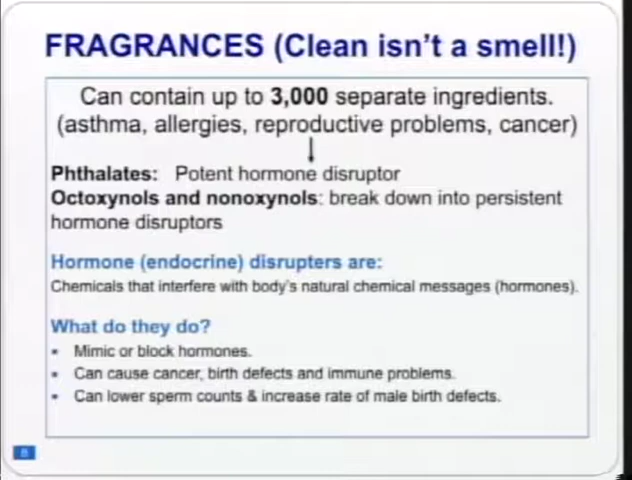 FRAGRANCES (Clean isn't a smell!)
Can contain up to 3,000 separate ingredients.
(asthma, allergies, reproductive problems, cancer)
Phthalates: Potent hormone disruptor
Octoxynols and nonoxynols: break down into persistent
hormone disruptors
Hormone (endocrine) disrupters are:
Chemicals that interfere with body's natural chemical messages (hormones).
What do they do?
Mimic or block hormones.
Can cause cancer, birth defects and immune problems.
Can lower sperm counts & increase rate of male birth defects.